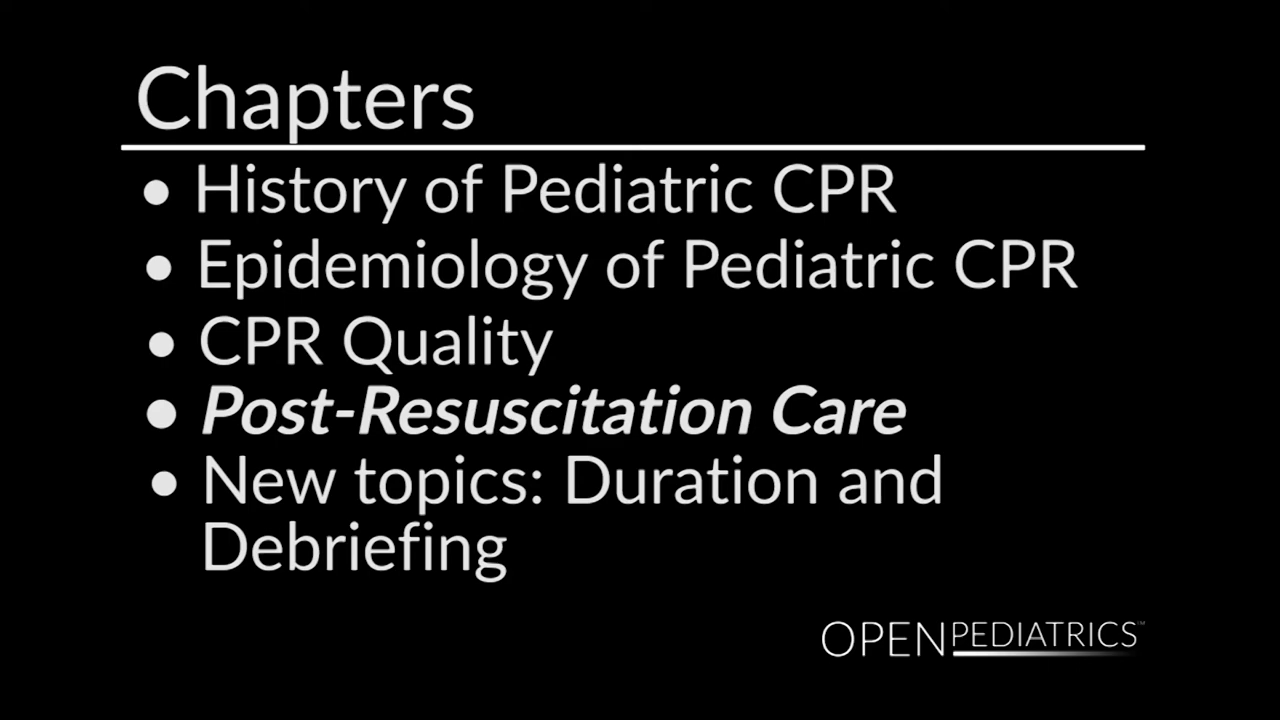 Chapters
• History of Pediatric CPR
• Epidemiology of Pediatric CPR
• CPR Quality
• Post-Resuscitation Care
• New topics: Duration and
Debriefing
OPENPEDIATRICS™